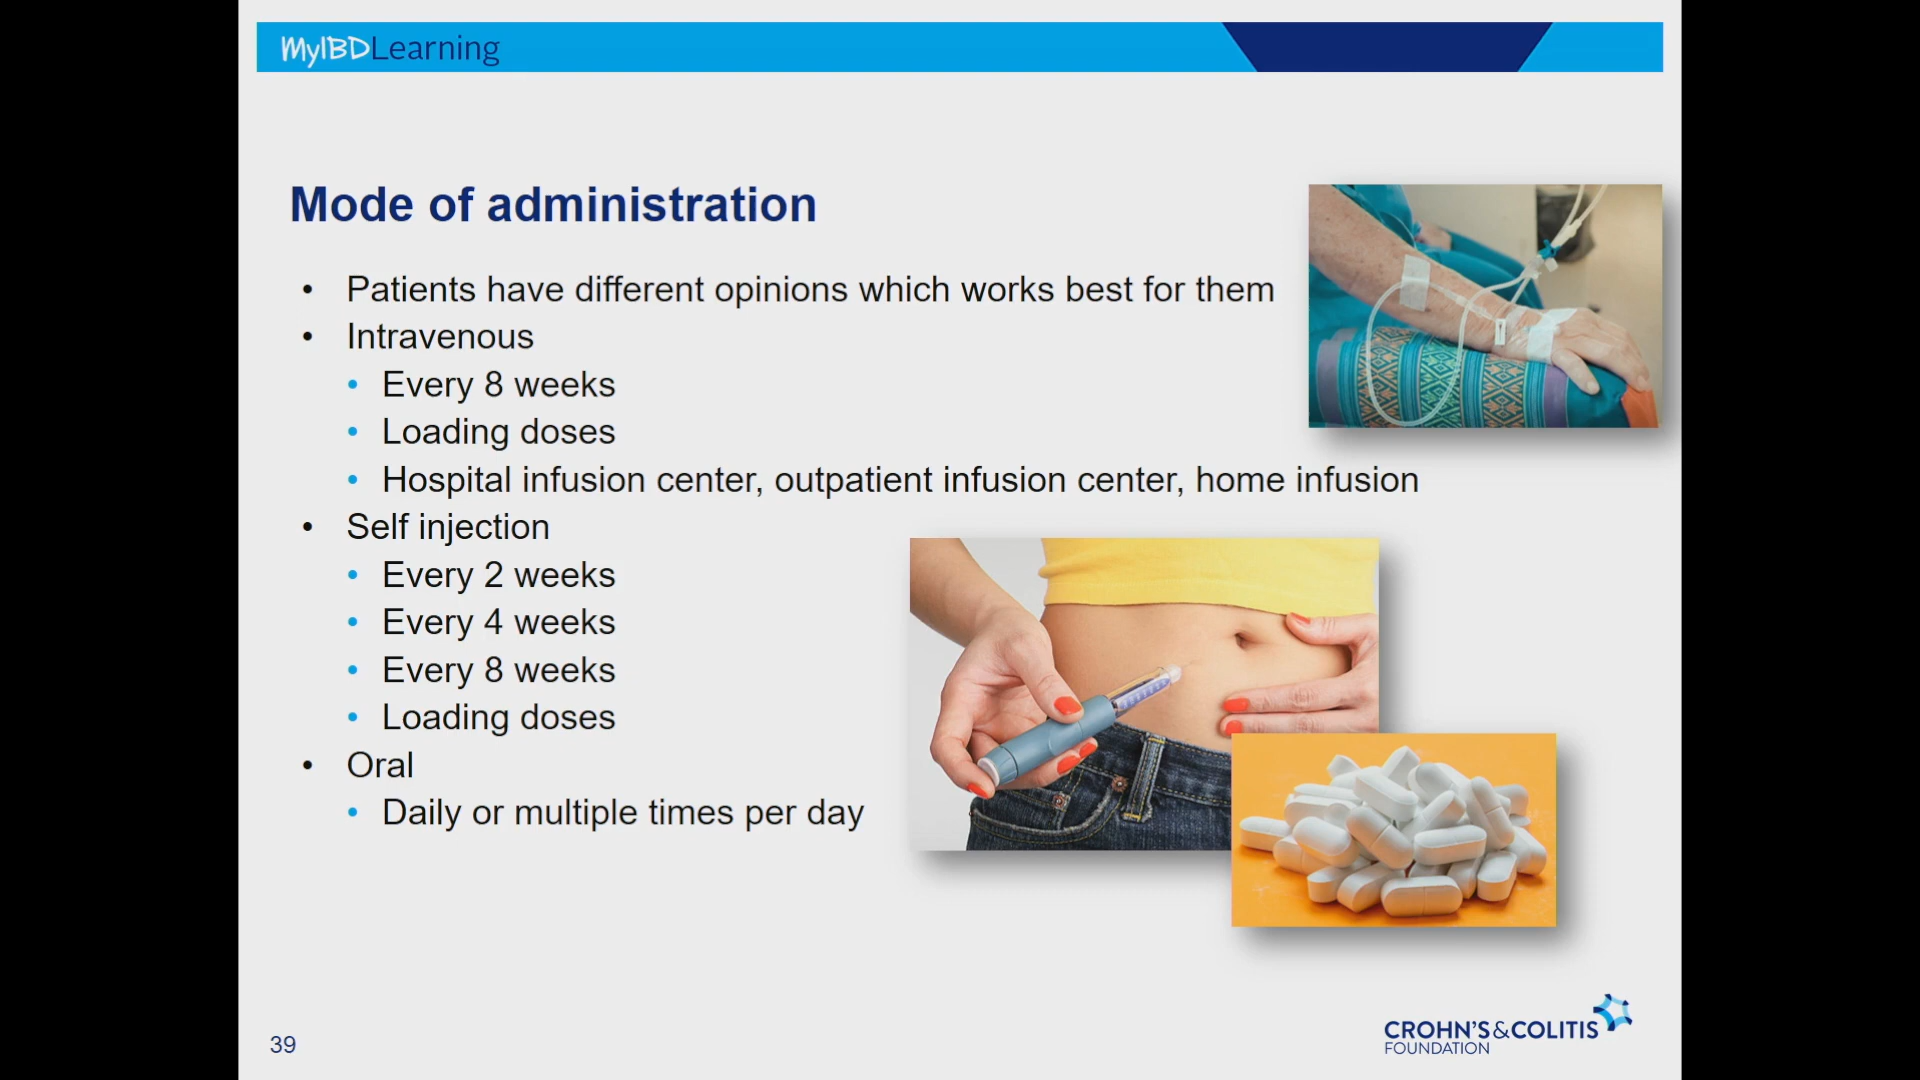 MyIBDLearning
Mode of administration
• Patients have different opinions which works best for them
• Intravenous
• Every 8 weeks
• Loading doses
• Hospital infusion center, outpatient infusion center, home infusion
• Self injection
• Every 2 weeks
• Every 4 weeks
• Every 8 weeks
• Loading doses
• Oral
• Daily or multiple times per day
39
CROHN'S&COLITIS
FOUNDATION